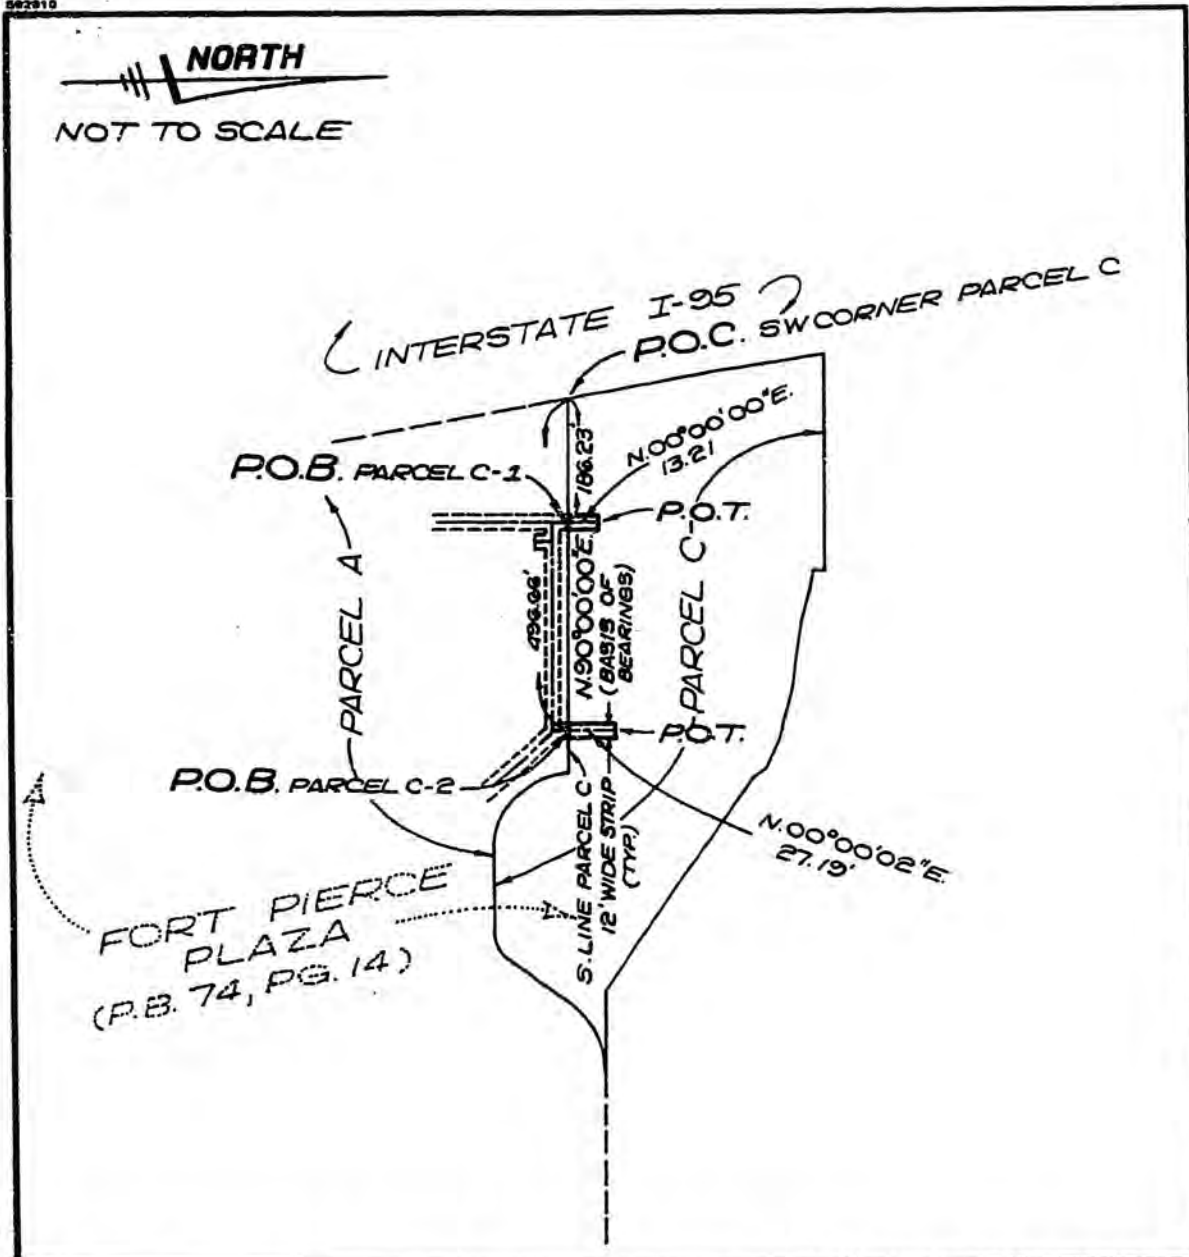 NORTH
NOT TO SCALE
INTERSTATE I-95
P.O.C. SW CORNER PARCEL C
N.00°00'00"E.
13.21
186.23'
P.O.B. PARCEL C-1
P.O.T.
PARCEL A
N.90°00'00"E.
(BASIS OF
BEARINGS)
PARCEL C
P.O.T.
P.O.B. PARCEL C-2
S. LINE PARCEL C
12' WIDE STRIP
(TYP.)
N.00°00'02"E.
27.19'
FORT PIERCE
PLAZA
(P.B. 74, PG. 14)